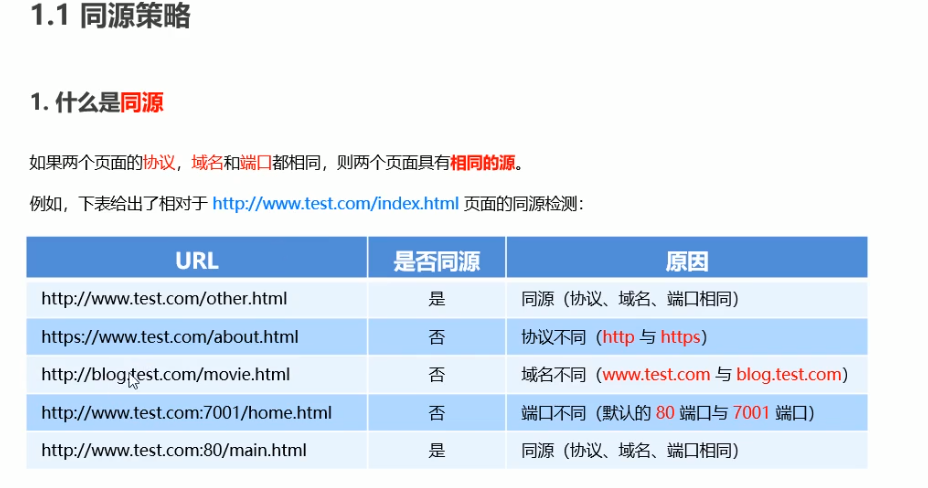 1.1 同源策略
1. 什么是同源
如果两个页面的协议，域名和端口都相同，则两个页面具有相同的源。
例如，下表给出了相对于 http://www.test.com/index.html 页面的同源检测：
URL 是否同源 原因
http://www.test.com/other.html 是 同源（协议、域名、端口相同）
https://www.test.com/about.html 否 协议不同（http 与 https）
http://blog.test.com/movie.html 否 域名不同（www.test.com 与 blog.test.com）
http://www.test.com:7001/home.html 否 端口不同（默认的 80 端口与 7001 端口）
http://www.test.com:80/main.html 是 同源（协议、域名、端口相同）